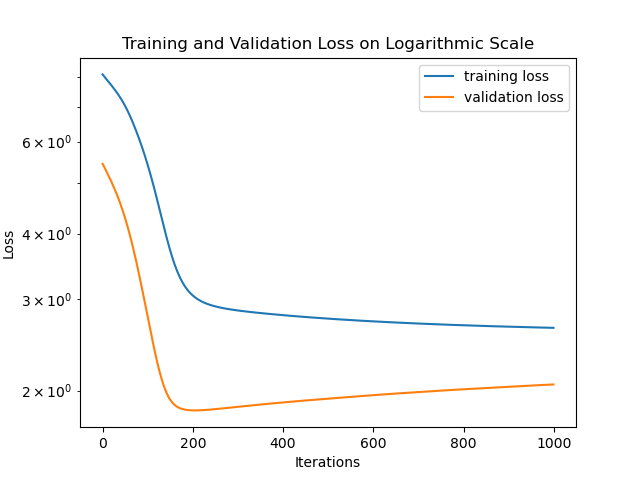 Training and Validation Loss on Logarithmic Scale
training loss
validation loss
6 × 10⁰
4 × 10⁰
3 × 10⁰
2 × 10⁰
Loss
0 200 400 600 800 1000
Iterations